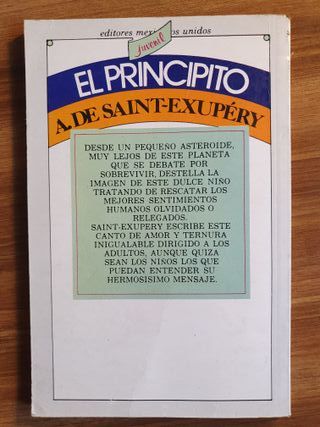 editores mex os unidos
juvenil
EL PRINCIPITO
A. DE SAINT-EXUPÉRY
DESDE UN PEQUEÑO ASTEROIDE,
MUY LEJOS DE ESTE PLANETA
QUE SE DEBATE POR
SOBREVIVIR, DESTELLA LA
IMAGEN DE ESTE DULCE NIÑO
TRATANDO DE RESCATAR LOS
MEJORES SENTIMIENTOS
HUMANOS OLVIDADOS O
RELEGADOS.
SAINT-EXUPERY ESCRIBE ESTE
CANTO DE AMOR Y TERNURA
INIGUALABLE DIRIGIDO A LOS
ADULTOS, AUNQUE QUIZA
SEAN LOS NIÑOS LOS QUE
PUEDAN ENTENDER SU
HERMOSISIMO MENSAJE.